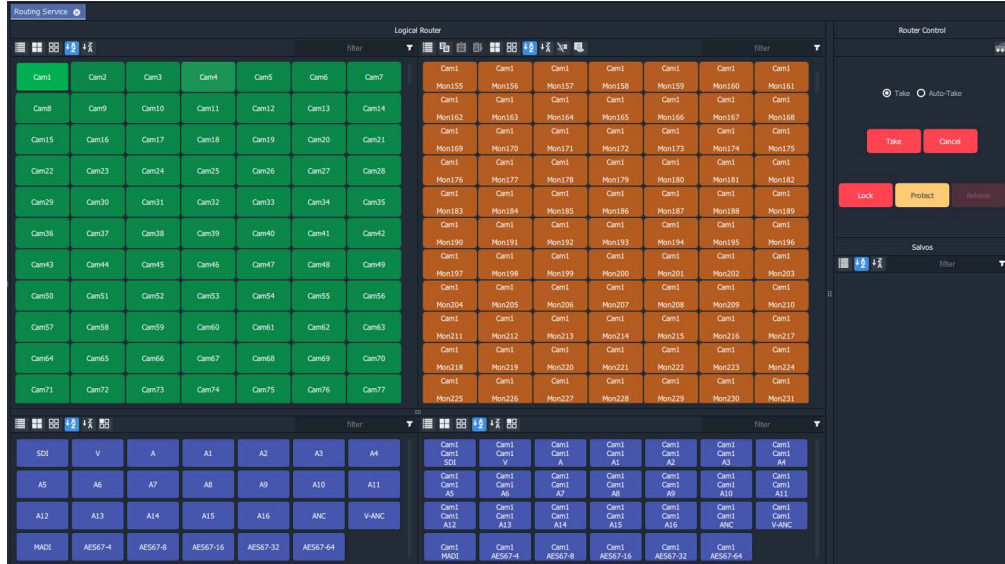 Routing Service
Logical Router
Router Control
filter
filter
Cam1 Cam2 Cam3 Cam4 Cam5 Cam6 Cam7
Cam8 Cam9 Cam10 Cam11 Cam12 Cam13 Cam14
Cam15 Cam16 Cam17 Cam18 Cam19 Cam20 Cam21
Cam22 Cam23 Cam24 Cam25 Cam26 Cam27 Cam28
Cam29 Cam30 Cam31 Cam32 Cam33 Cam34 Cam35
Cam36 Cam37 Cam38 Cam39 Cam40 Cam41 Cam42
Cam43 Cam44 Cam45 Cam46 Cam47 Cam48 Cam49
Cam50 Cam51 Cam52 Cam53 Cam54 Cam55 Cam56
Cam57 Cam58 Cam59 Cam60 Cam61 Cam62 Cam63
Cam64 Cam65 Cam66 Cam67 Cam68 Cam69 Cam70
Cam71 Cam72 Cam73 Cam74 Cam75 Cam76 Cam77
Cam1 Cam1 Cam1 Cam1 Cam1 Cam1 Cam1
Mon155 Mon156 Mon157 Mon158 Mon159 Mon160 Mon161
Cam1 Cam1 Cam1 Cam1 Cam1 Cam1 Cam1
Mon162 Mon163 Mon164 Mon165 Mon166 Mon167 Mon168
Cam1 Cam1 Cam1 Cam1 Cam1 Cam1 Cam1
Mon169 Mon170 Mon171 Mon172 Mon173 Mon174 Mon175
Cam1 Cam1 Cam1 Cam1 Cam1 Cam1 Cam1
Mon176 Mon177 Mon178 Mon179 Mon180 Mon181 Mon182
Cam1 Cam1 Cam1 Cam1 Cam1 Cam1 Cam1
Mon183 Mon184 Mon185 Mon186 Mon187 Mon188 Mon189
Cam1 Cam1 Cam1 Cam1 Cam1 Cam1 Cam1
Mon190 Mon191 Mon192 Mon193 Mon194 Mon195 Mon196
Cam1 Cam1 Cam1 Cam1 Cam1 Cam1 Cam1
Mon197 Mon198 Mon199 Mon200 Mon201 Mon202 Mon203
Cam1 Cam1 Cam1 Cam1 Cam1 Cam1 Cam1
Mon204 Mon205 Mon206 Mon207 Mon208 Mon209 Mon210
Cam1 Cam1 Cam1 Cam1 Cam1 Cam1 Cam1
Mon211 Mon212 Mon213 Mon214 Mon215 Mon216 Mon217
Cam1 Cam1 Cam1 Cam1 Cam1 Cam1 Cam1
Mon218 Mon219 Mon220 Mon221 Mon222 Mon223 Mon224
Cam1 Cam1 Cam1 Cam1 Cam1 Cam1 Cam1
Mon225 Mon226 Mon227 Mon228 Mon229 Mon230 Mon231
Take Auto-Take
Take Cancel
Lock Protect Release
Salvos
filter
filter
SDI V A A1 A2 A3 A4
A5 A6 A7 A8 A9 A10 A11
A12 A13 A14 A15 A16 ANC V-ANC
MADI AES67-4 AES67-8 AES67-16 AES67-32 AES67-64
filter
Cam1 Cam1 Cam1 Cam1 Cam1 Cam1 Cam1
Cam1 Cam1 Cam1 Cam1 Cam1 Cam1 Cam1
SDI V A A1 A2 A3 A4
Cam1 Cam1 Cam1 Cam1 Cam1 Cam1 Cam1
Cam1 Cam1 Cam1 Cam1 Cam1 Cam1 Cam1
A5 A6 A7 A8 A9 A10 A11
Cam1 Cam1 Cam1 Cam1 Cam1 Cam1 Cam1
Cam1 Cam1 Cam1 Cam1 Cam1 Cam1 Cam1
A12 A13 A14 A15 A16 ANC V-ANC
Cam1 Cam1 Cam1 Cam1 Cam1 Cam1
MADI AES67-4 AES67-8 AES67-16 AES67-32 AES67-64